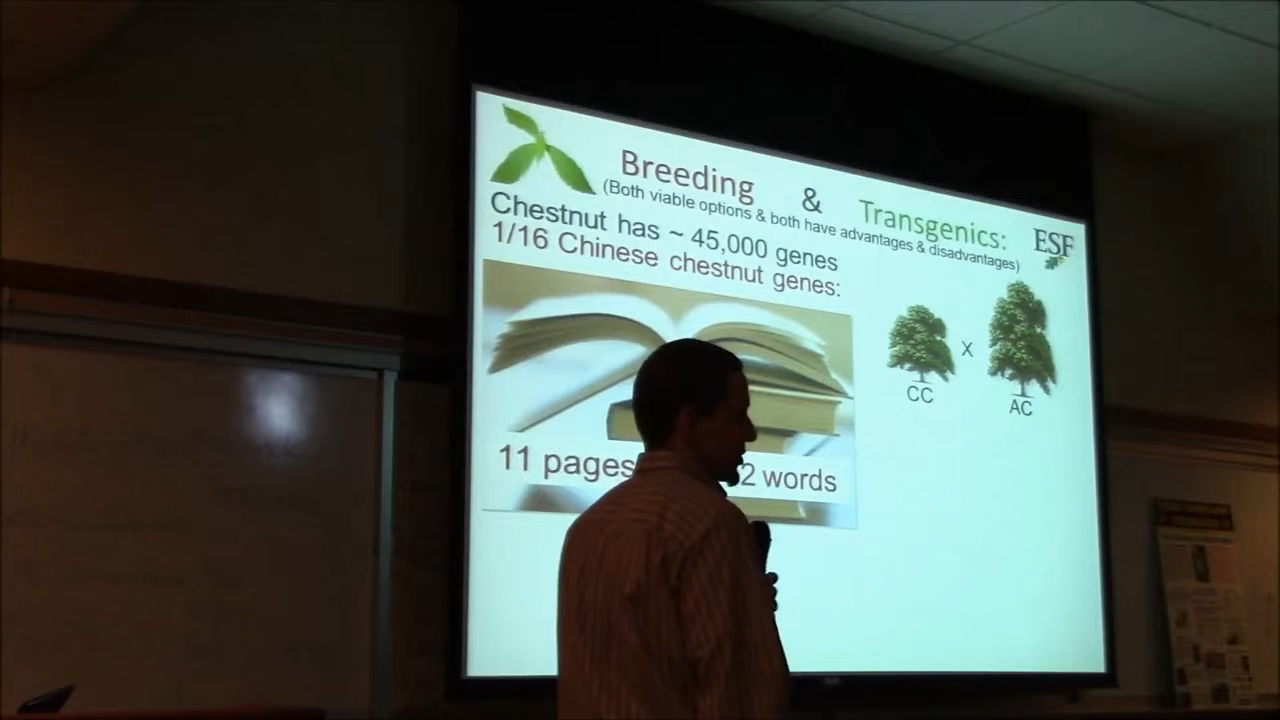 Breeding & Transgenics:
(Both viable options & both have advantages & disadvantages)
ESF
Chestnut has ~ 45,000 genes
1/16 Chinese chestnut genes:
CC x AC
11 pages 2 words